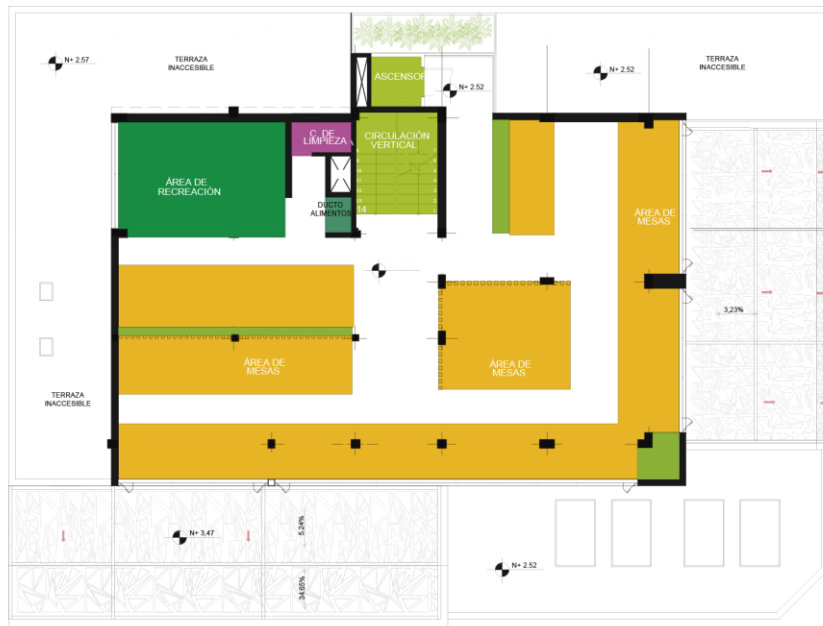 N+ 2.57
TERRAZA
INACCESIBLE
ASCENSOR
N+ 2.52
N+ 2.52
TERRAZA
INACCESIBLE
C. DE
LIMPIEZA
CIRCULACIÓN
VERTICAL
ÁREA DE
RECREACIÓN
DUCTO
ALIMENTOS
14
ÁREA DE
MESAS
3,23%
ÁREA DE
MESAS
ÁREA DE
MESAS
TERRAZA
INACCESIBLE
N+ 3,47
5,24%
34,65%
N+ 2.52